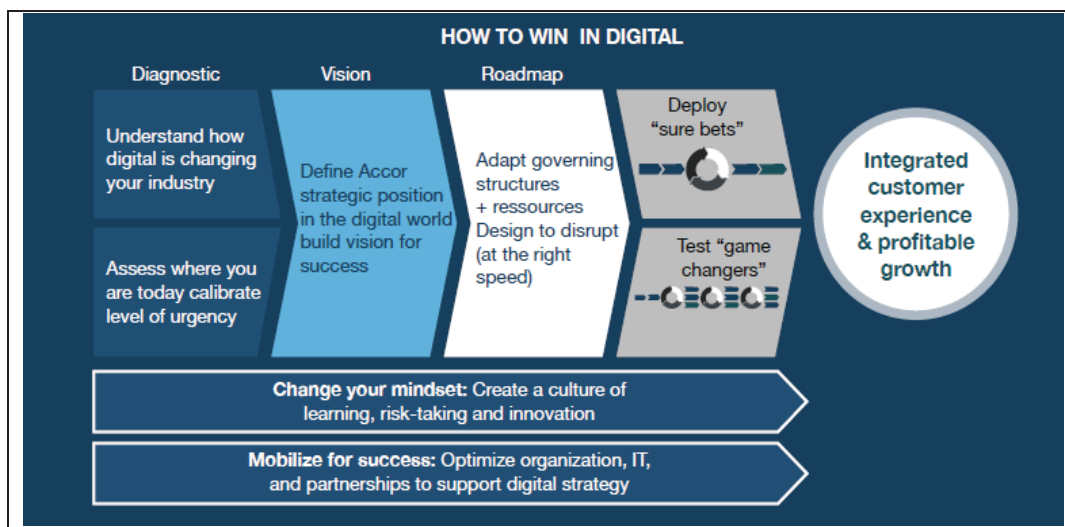 HOW TO WIN IN DIGITAL
Diagnostic
Vision
Roadmap
Understand how
digital is changing
your industry
Assess where you
are today calibrate
level of urgency
Define Accor
strategic position
in the digital world
build vision for
success
Adapt governing
structures
+ ressources
Design to disrupt
(at the right
speed)
Deploy
“sure bets”
Test “game
changers”
Integrated
customer
experience
& profitable
growth
Change your mindset: Create a culture of
learning, risk-taking and innovation
Mobilize for success: Optimize organization, IT,
and partnerships to support digital strategy